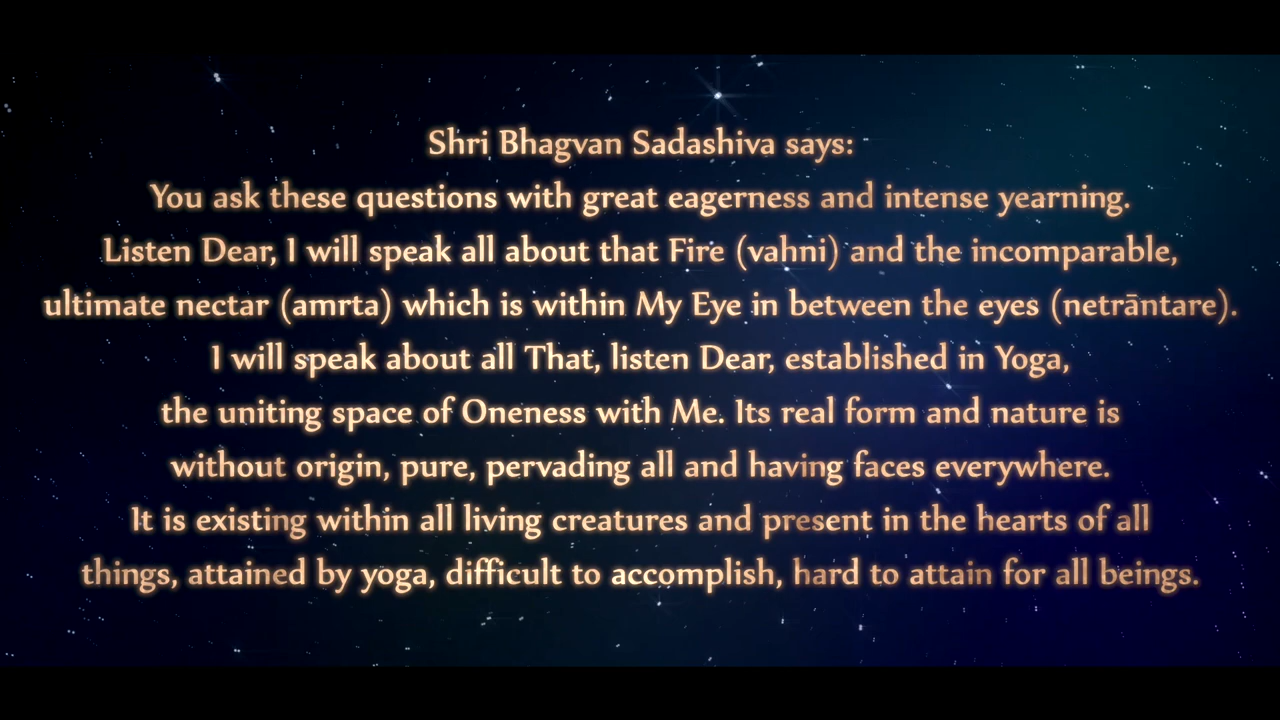 Shri Bhagvan Sadashiva says:
You ask these questions with great eagerness and intense yearning.
Listen Dear, I will speak all about that Fire (vahni) and the incomparable,
ultimate nectar (amrta) which is within My Eye in between the eyes (netrāntare).
I will speak about all That, listen Dear, established in Yoga,
the uniting space of Oneness with Me. Its real form and nature is
without origin, pure, pervading all and having faces everywhere.
It is existing within all living creatures and present in the hearts of all
things, attained by yoga, difficult to accomplish, hard to attain for all beings.